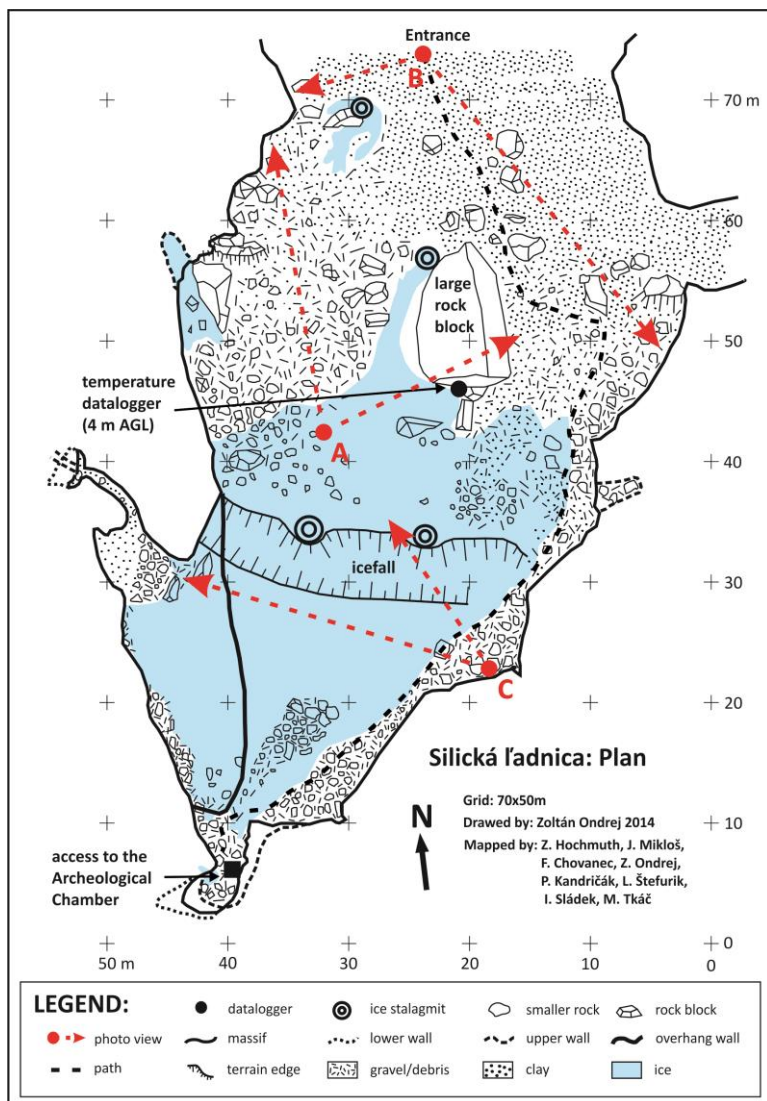 Entrance
B
70 m
60
large
rock
block
50
temperature
datalogger
(4 m AGL)
A
40
icefall
30
C
20
Silická ľadnica: Plan
N
Grid: 70x50m
Drawed by: Zoltán Ondrej 2014
Mapped by: Z. Hochmuth, J. Mikloš,
F. Chovanec, Z. Ondrej,
P. Kandričák, L. Štefurik,
I. Sládek, M. Tkáč
10
access to the
Archeological
Chamber
0
50 m 40 30 20 10 0
LEGEND:
datalogger ice stalagmit smaller rock rock block
photo view massif lower wall upper wall overhang wall
path terrain edge gravel/debris clay ice